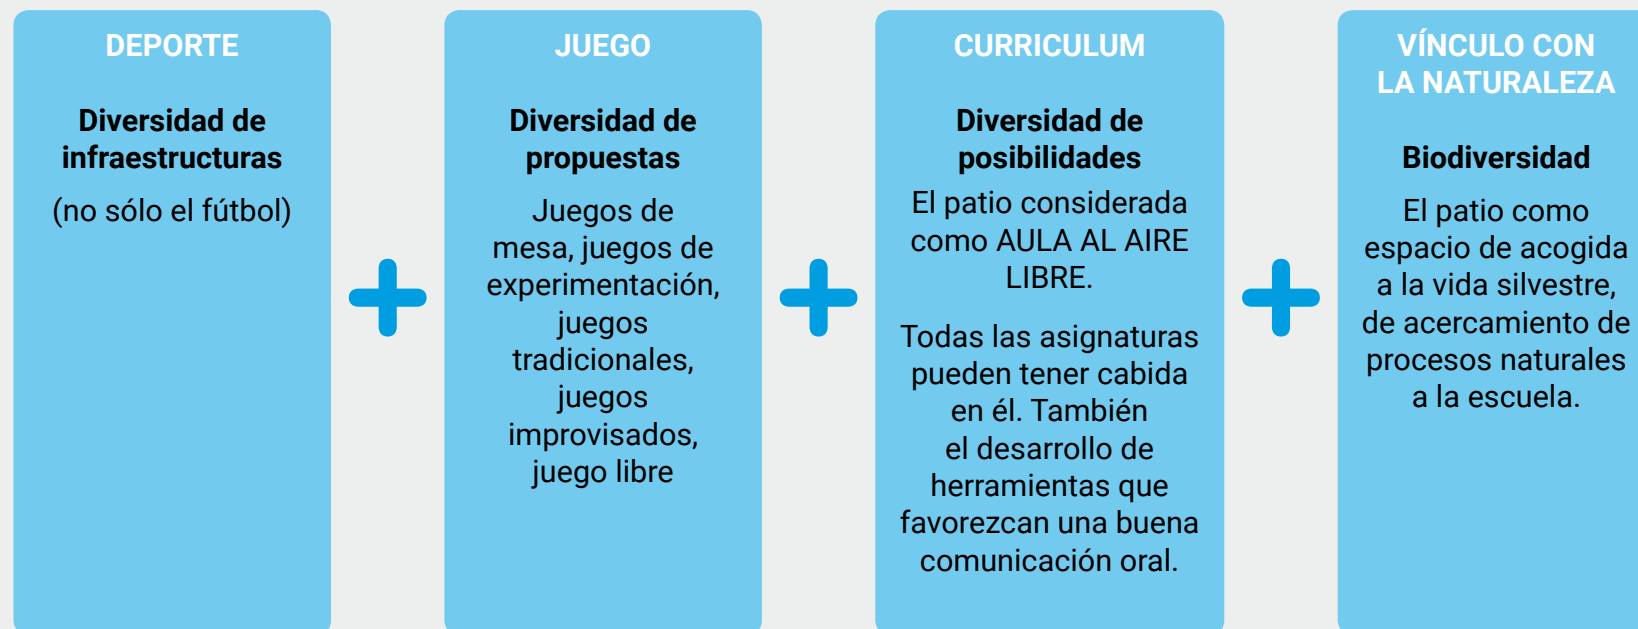 DEPORTE
Diversidad de
infraestructuras
(no sólo el fútbol)
JUEGO
Diversidad de
propuestas
Juegos de
mesa, juegos de
experimentación,
juegos
tradicionales,
juegos
improvisados,
juego libre
CURRICULUM
Diversidad de
posibilidades
El patio considerada
como AULA AL AIRE
LIBRE.
Todas las asignaturas
pueden tener cabida
en él. También
el desarrollo de
herramientas que
favorezcan una buena
comunicación oral.
VÍNCULO CON
LA NATURALEZA
Biodiversidad
El patio como
espacio de acogida
a la vida silvestre,
de acercamiento de
procesos naturales
a la escuela.